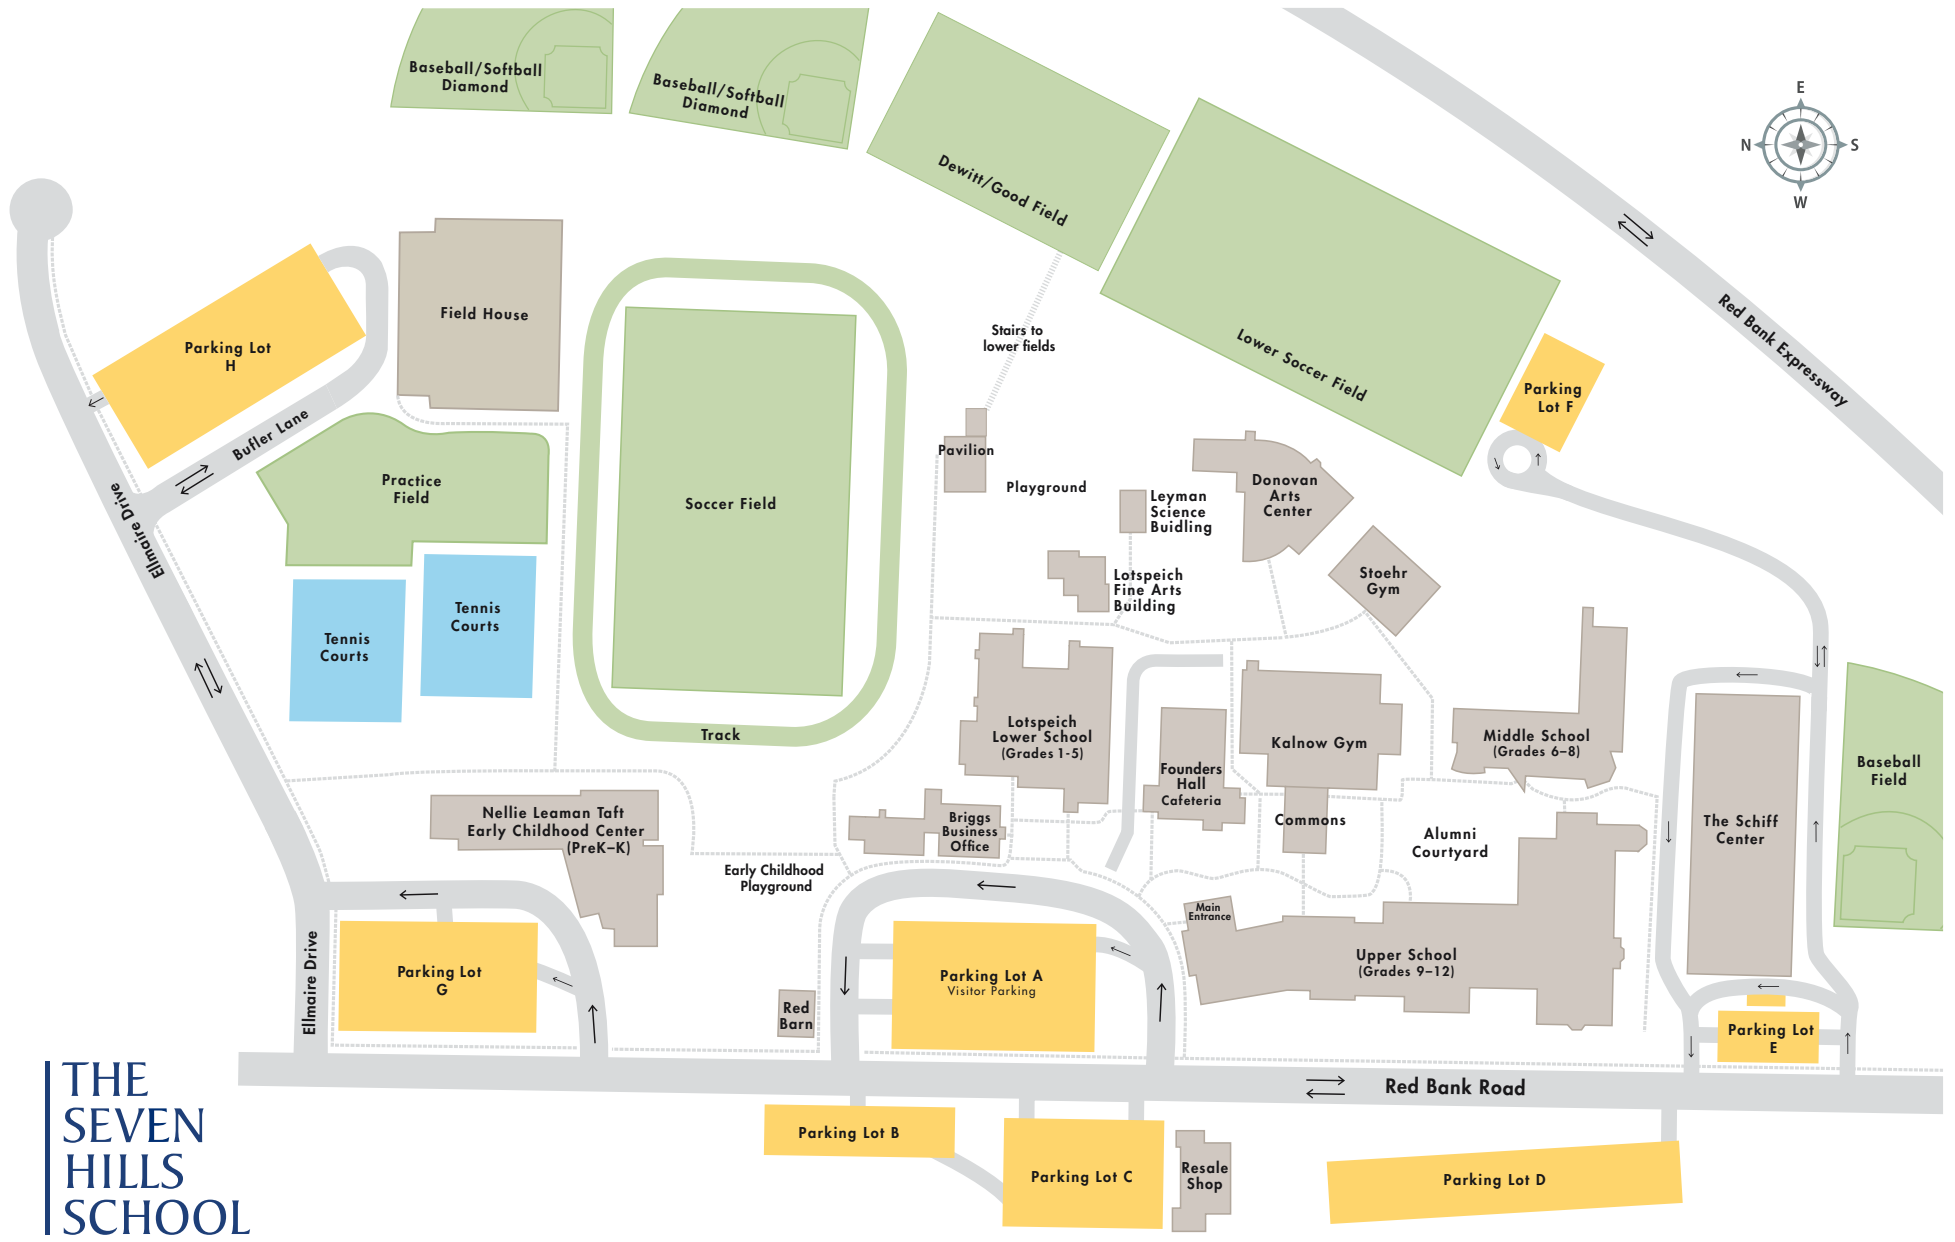 Baseball/Softball
Diamond
Baseball/Softball
Diamond
Dewitt/Good Field
E
N
S
W
Red Bank Expressway
Field House
Parking Lot
H
Stairs to
lower fields
Lower Soccer Field
Parking
Lot F
Bufler Lane
Ellmaire Drive
Practice
Field
Soccer Field
Pavilion
Playground
Leyman
Science
Buidling
Donovan
Arts
Center
Stoehr
Gym
Lotspeich
Fine Arts
Building
Tennis
Courts
Tennis
Courts
Track
Lotspeich
Lower School
(Grades 1-5)
Kalnow Gym
Middle School
(Grades 6–8)
Founders
Hall
Cafeteria
Baseball
Field
Nellie Leaman Taft
Early Childhood Center
(PreK–K)
Briggs
Business
Office
Commons
Alumni
Courtyard
The Schiff
Center
Early Childhood
Playground
Main
Entrance
Ellmaire Drive
Parking Lot
G
Parking Lot A
Visitor Parking
Upper School
(Grades 9–12)
Red
Barn
Parking Lot
E
Red Bank Road
Parking Lot B
Parking Lot C
Resale
Shop
Parking Lot D
THE
SEVEN
HILLS
SCHOOL